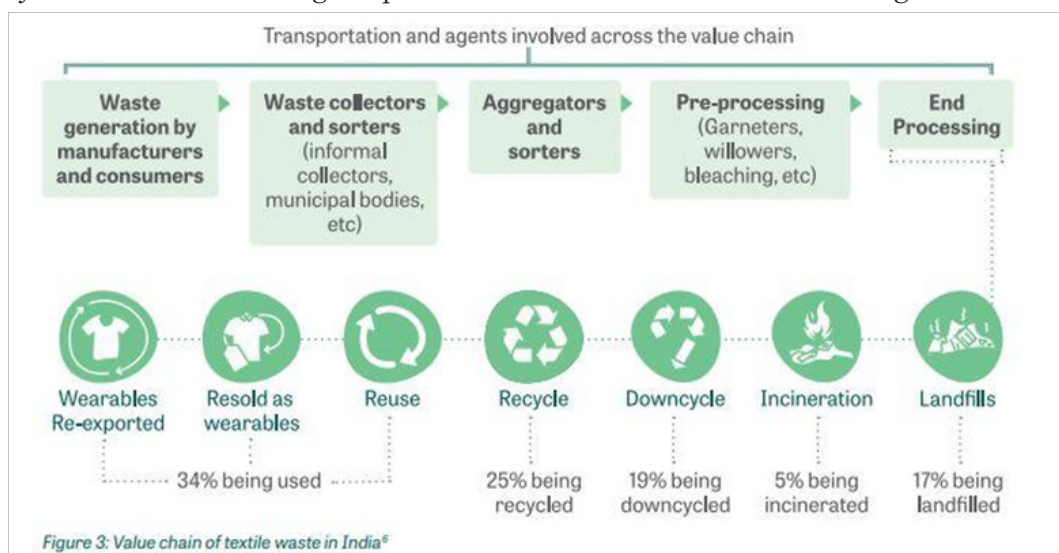 Transportation and agents involved across the value chain
Waste
generation by
manufacturers
and consumers
Waste collectors
and sorters
(informal
collectors,
municipal bodies,
etc)
Aggregators
and
sorters
Pre-processing
(Garneters,
willowers,
bleaching, etc)
End
Processing
Wearables
Re-exported
Resold as
wearables
Reuse
Recycle
Downcycle
Incineration
Landfills
34% being used
25% being
recycled
19% being
downcycled
5% being
incinerated
17% being
landfilled
Figure 3: Value chain of textile waste in India⁶